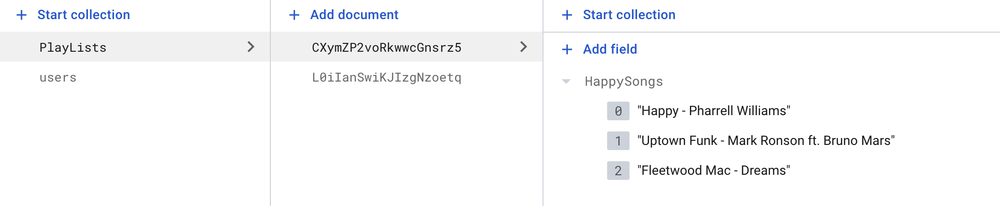 Start collection
PlayLists
users
Add document
CXymZP2voRkwwcGnsrz5
L0iIanSwiKJIzgNzoetq
Start collection
Add field
HappySongs
0 "Happy - Pharrell Williams"
1 "Uptown Funk - Mark Ronson ft. Bruno Mars"
2 "Fleetwood Mac - Dreams"